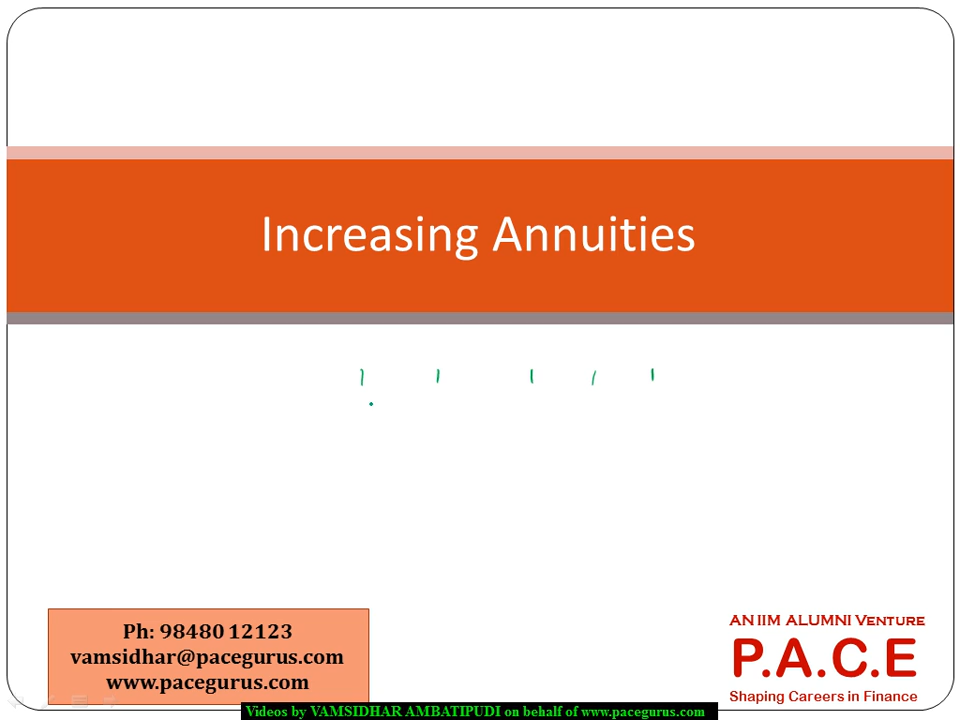 Increasing Annuities
Ph: 98480 12123
vamsidhar@pacegurus.com
www.pacegurus.com
AN IIM ALUMNI VENTURE
P.A.C.E
Shaping Careers in Finance
Videos by VAMSIDHAR AMBATIPUDI on behalf of www.pacegurus.com